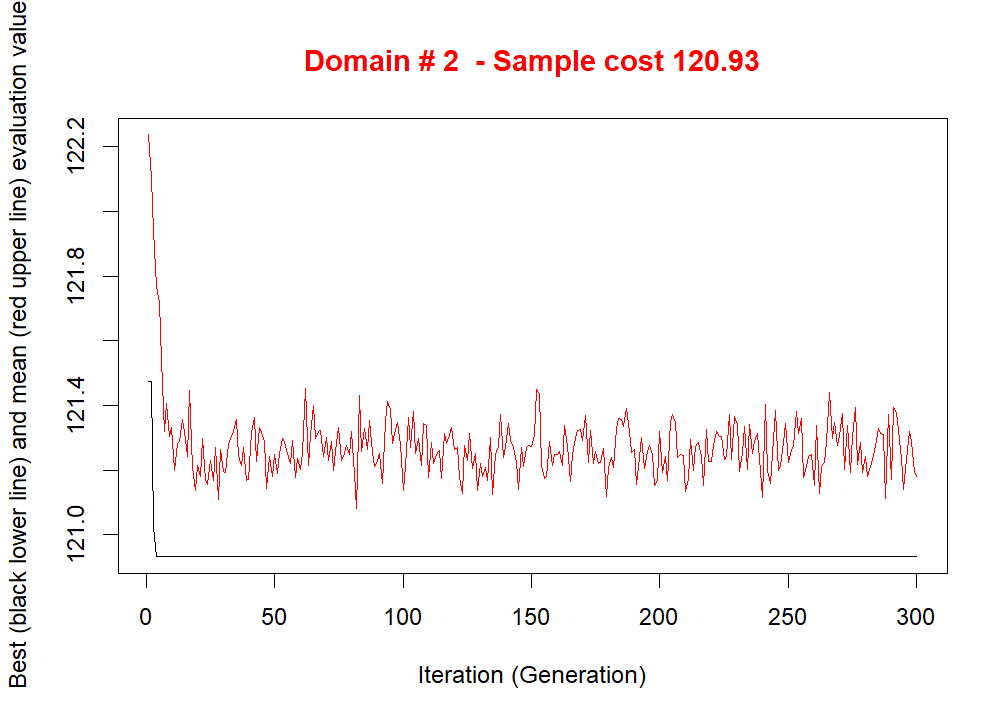 Domain # 2  - Sample cost 120.93
Best (black lower line) and mean (red upper line) evaluation value
122.2
121.8
121.4
121.0
0 50 100 150 200 250 300
Iteration (Generation)